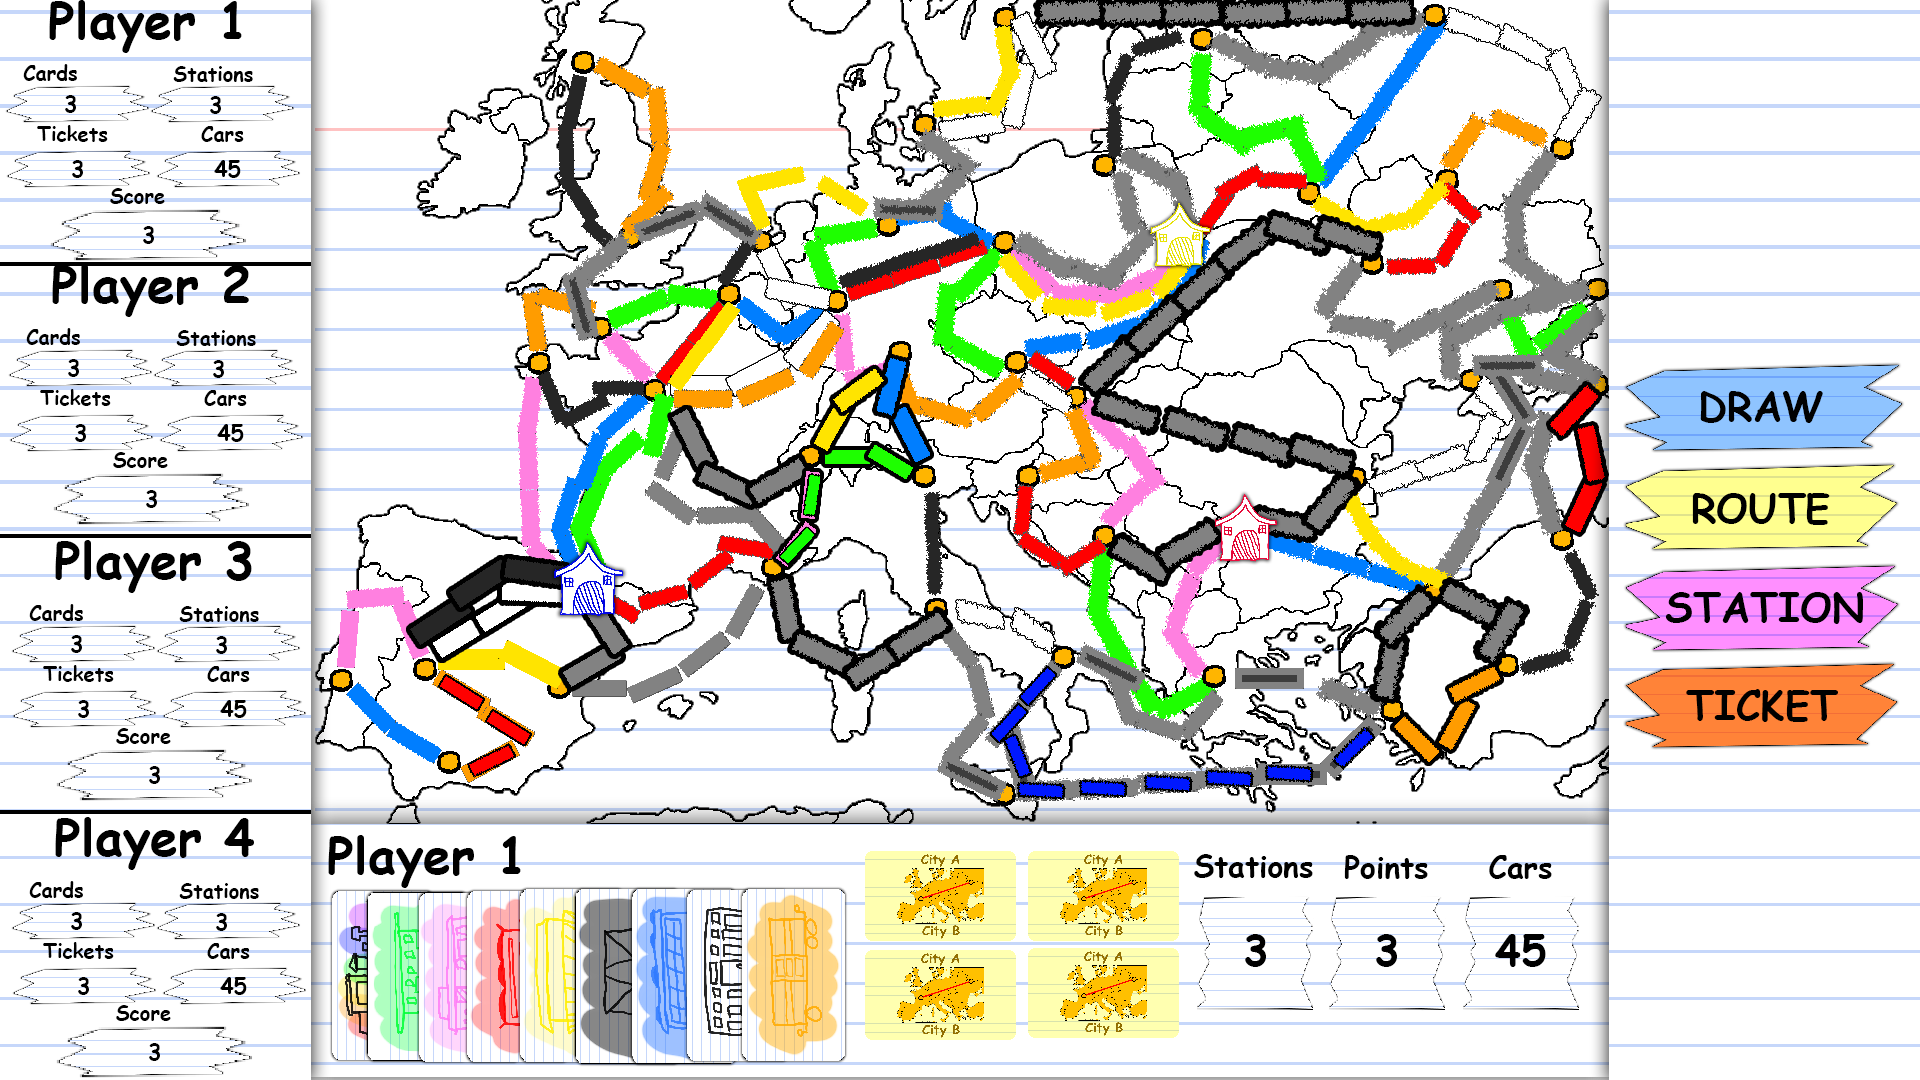 Player 1
Cards Stations
3 3
Tickets Cars
3 45
Score
3
Player 2
Cards Stations
3 3
Tickets Cars
3 45
Score
3
Player 3
Cards Stations
3 3
Tickets Cars
3 45
Score
3
Player 4
Cards Stations
3 3
Tickets Cars
3 45
Score
3
DRAW
ROUTE
STATION
TICKET
Player 1
City A
City B
City A
City B
City A
City B
City A
City B
Stations Points Cars
3 3 45